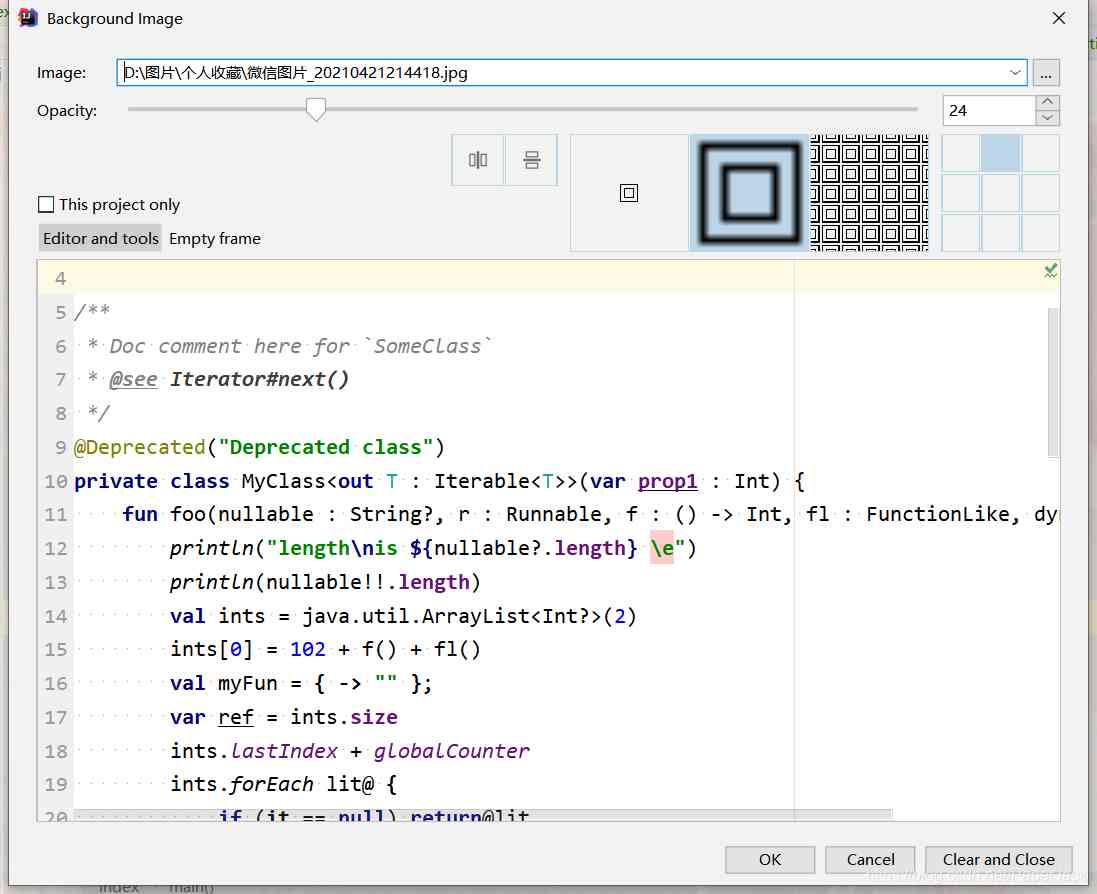 Background Image
Image: D:\图片\个人收藏\微信图片_20210421214418.jpg ...
Opacity: 24
This project only
Editor and tools Empty frame
4
5 /**
6 * Doc comment here for `SomeClass`
7 * @see Iterator#next()
8 */
9 @Deprecated("Deprecated class")
10 private class MyClass<out T : Iterable<T>>(var prop1 : Int) {
11 fun foo(nullable : String?, r : Runnable, f : () -> Int, fl : FunctionLike, dy
12 println("length\nis ${nullable?.length} \e")
13 println(nullable!!.length)
14 val ints = java.util.ArrayList<Int?>(2)
15 ints[0] = 102 + f() + fl()
16 val myFun = { -> "" };
17 var ref = ints.size
18 ints.lastIndex + globalCounter
19 ints.forEach lit@ {
20 if (it == null) return@lit
OK Cancel Clear and Close
index main()